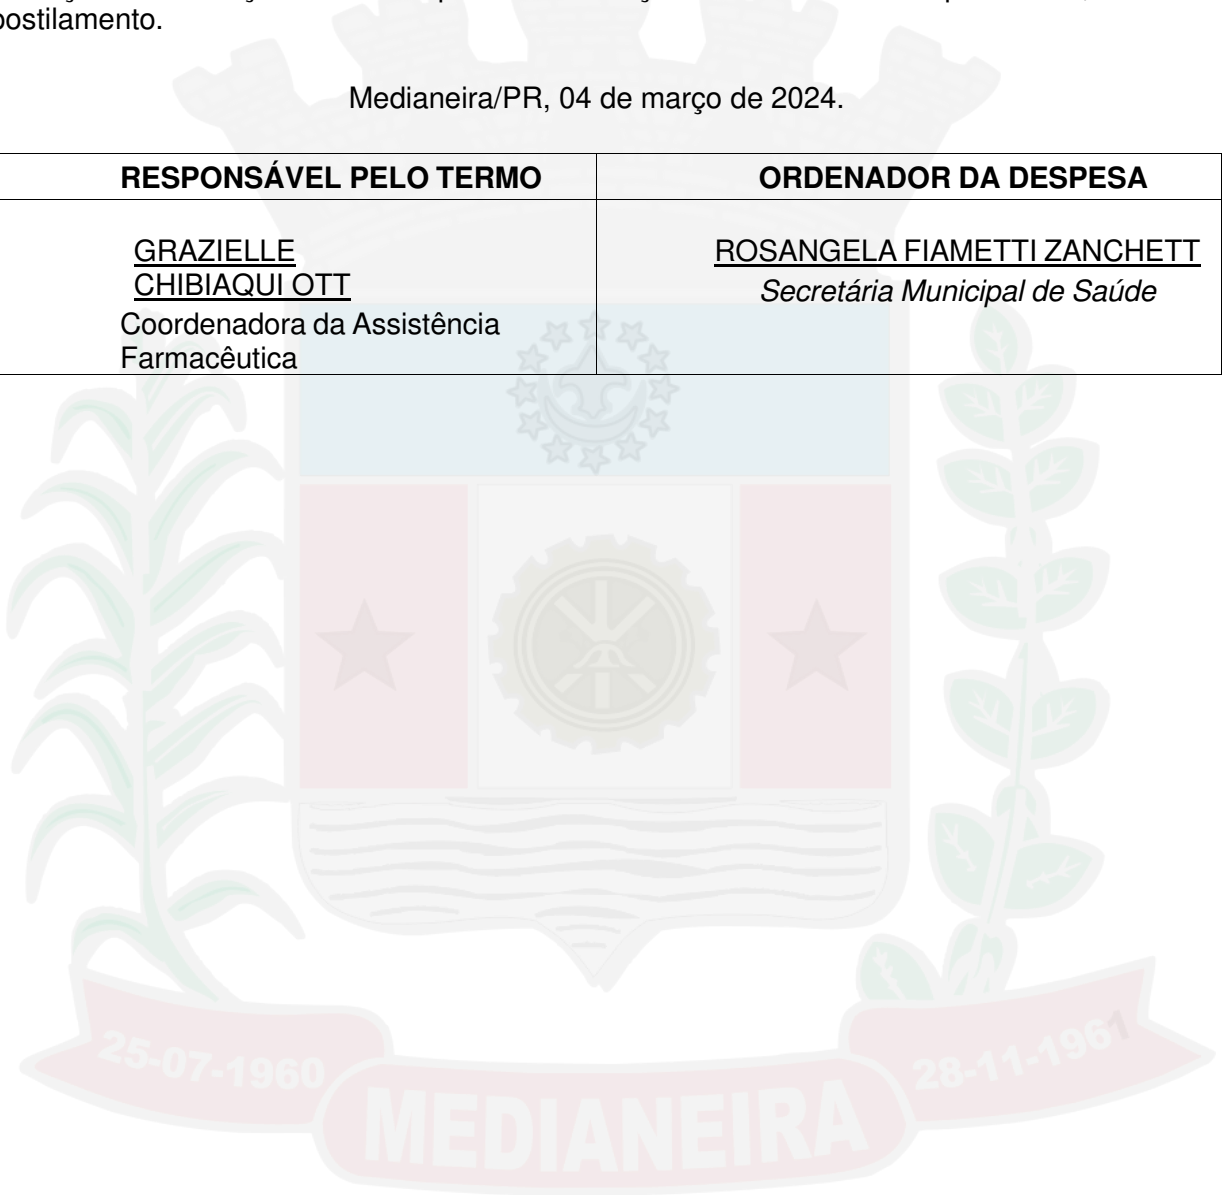 postilamento.
Medianeira/PR, 04 de março de 2024.
RESPONSÁVEL PELO TERMO
ORDENADOR DA DESPESA
GRAZIELLE
CHIBIAQUI OTT
Coordenadora da Assistência
Farmacêutica
ROSANGELA FIAMETTI ZANCHETT
Secretária Municipal de Saúde
25-07-1960
28-11-1961
MEDIANEIRA